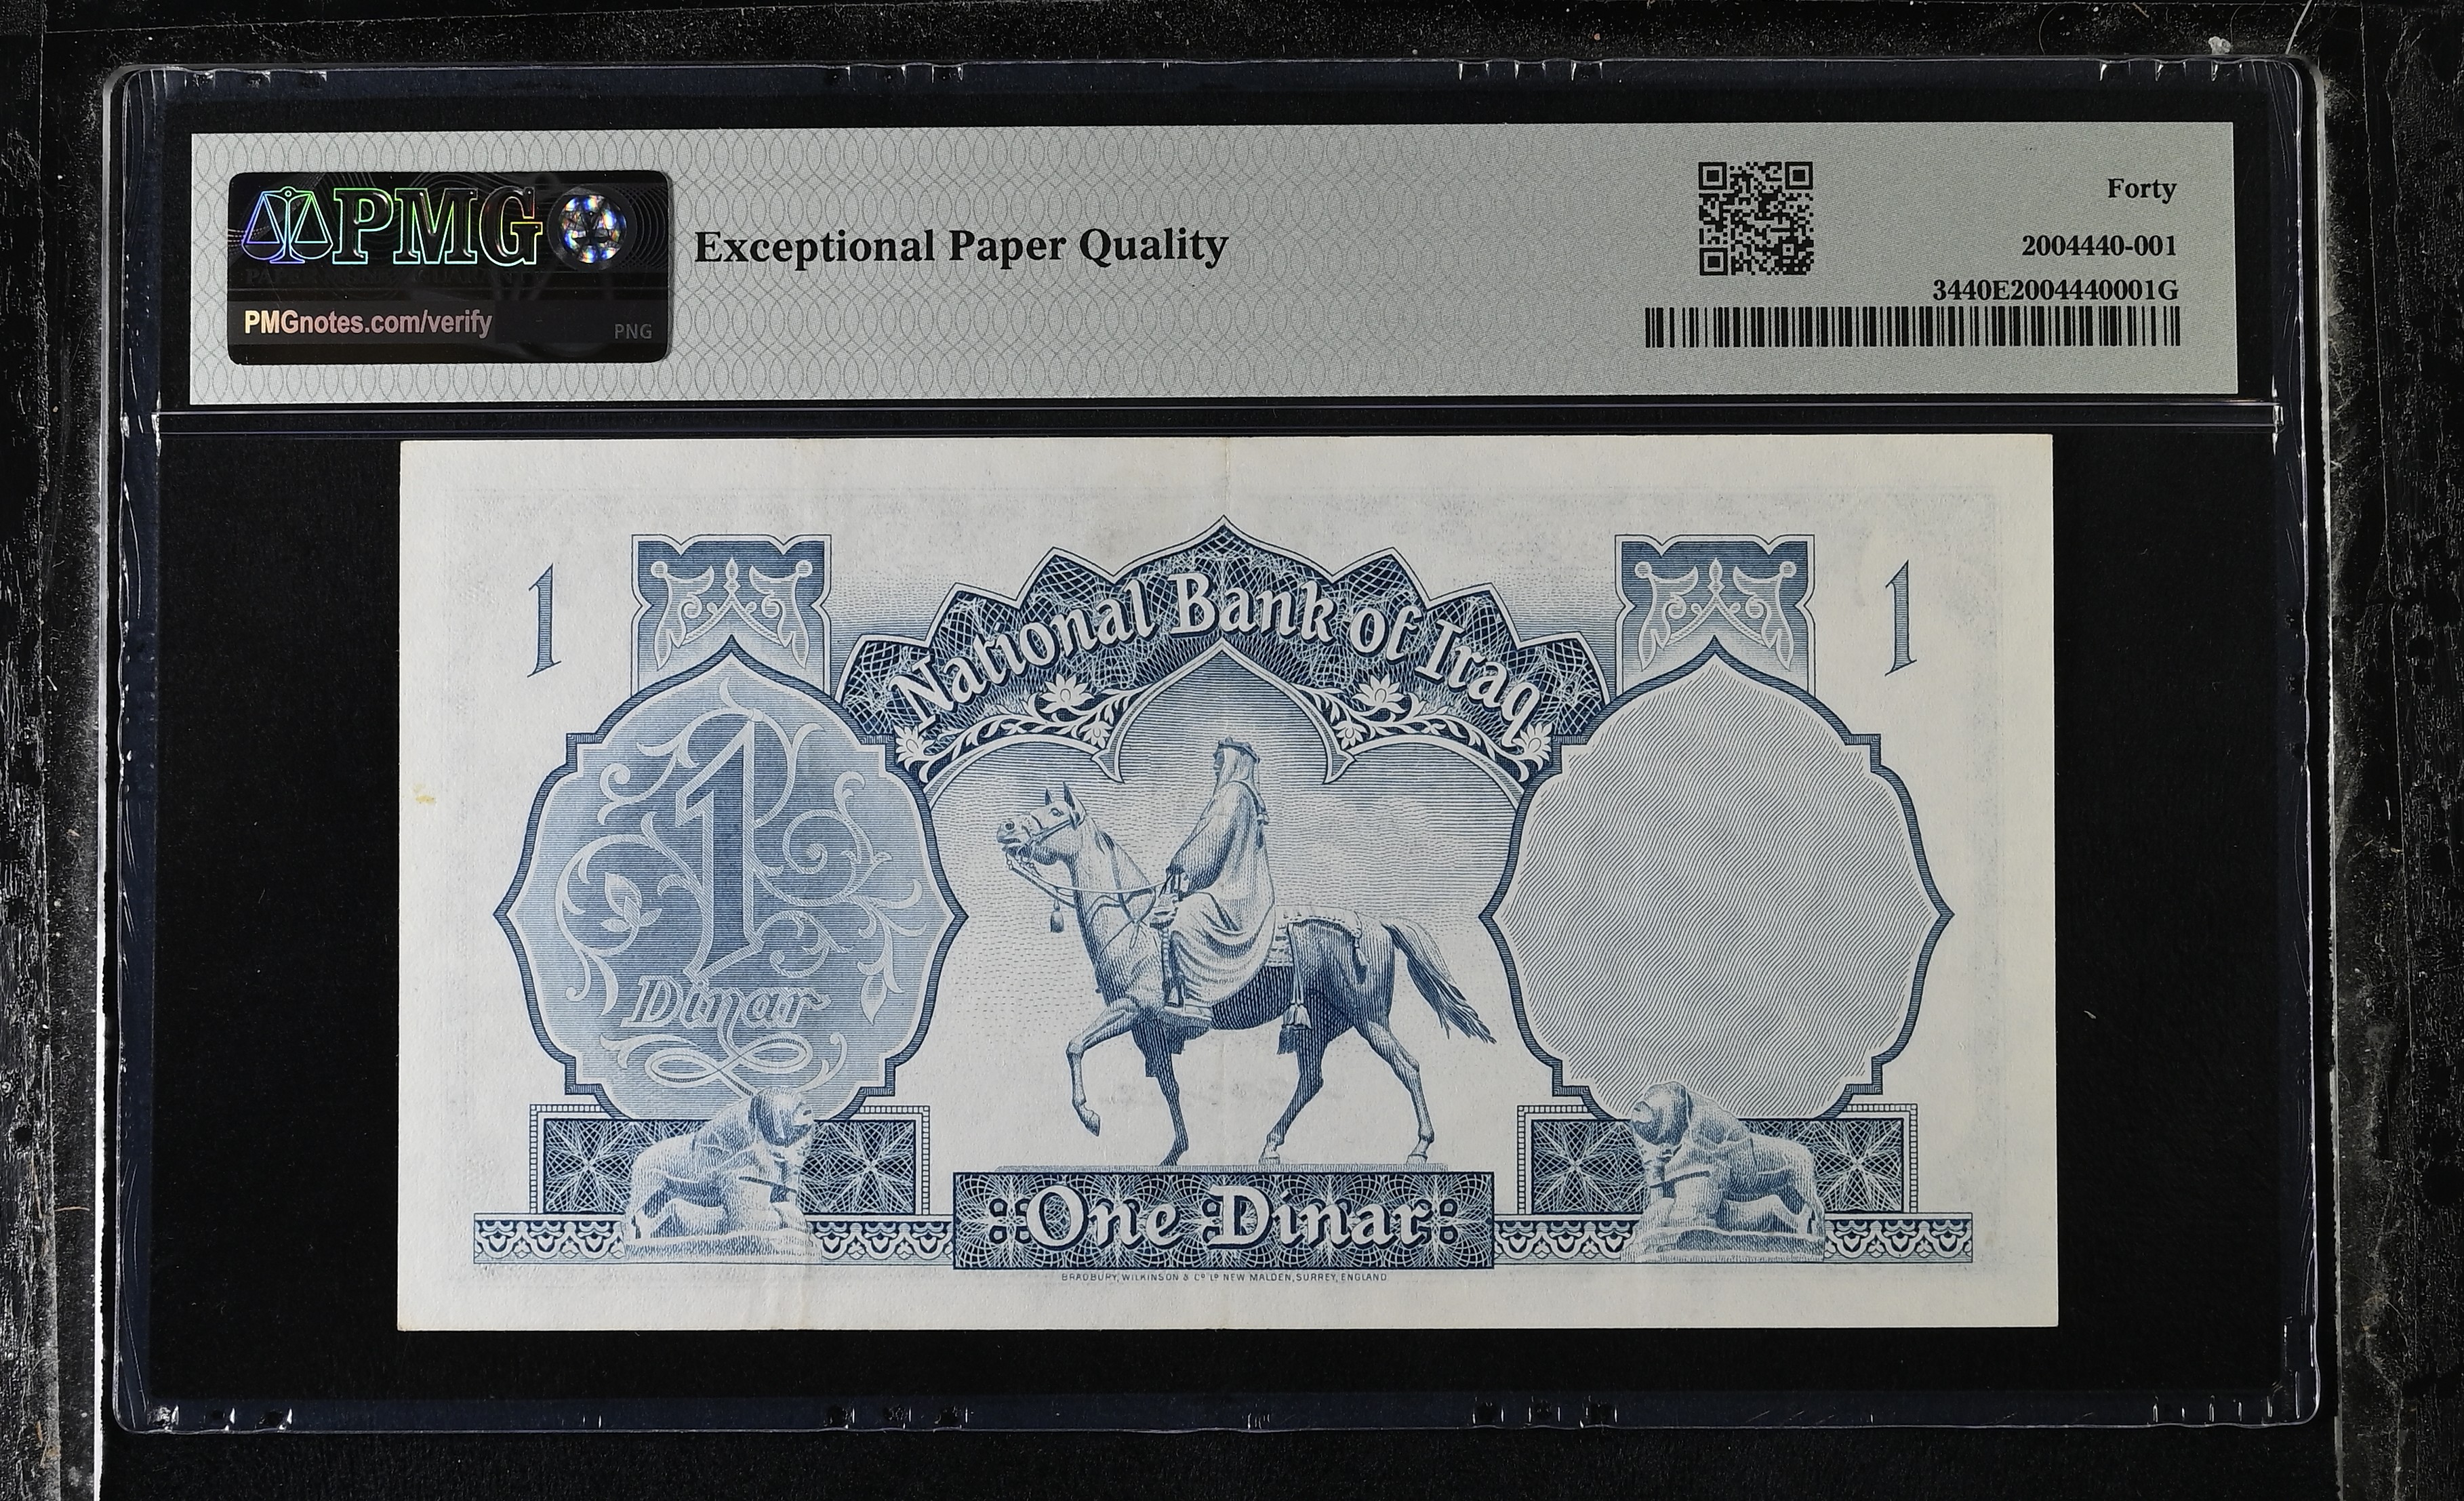 PMG
PMGnotes.com/verify
PNG
Exceptional Paper Quality
Forty
2004440-001
3440E2004440001G
1
1
National Bank of Iraq
1
Dinar
One Dinar
BRADBURY, WILKINSON & Cº Lº NEW MALDEN, SURREY, ENGLAND